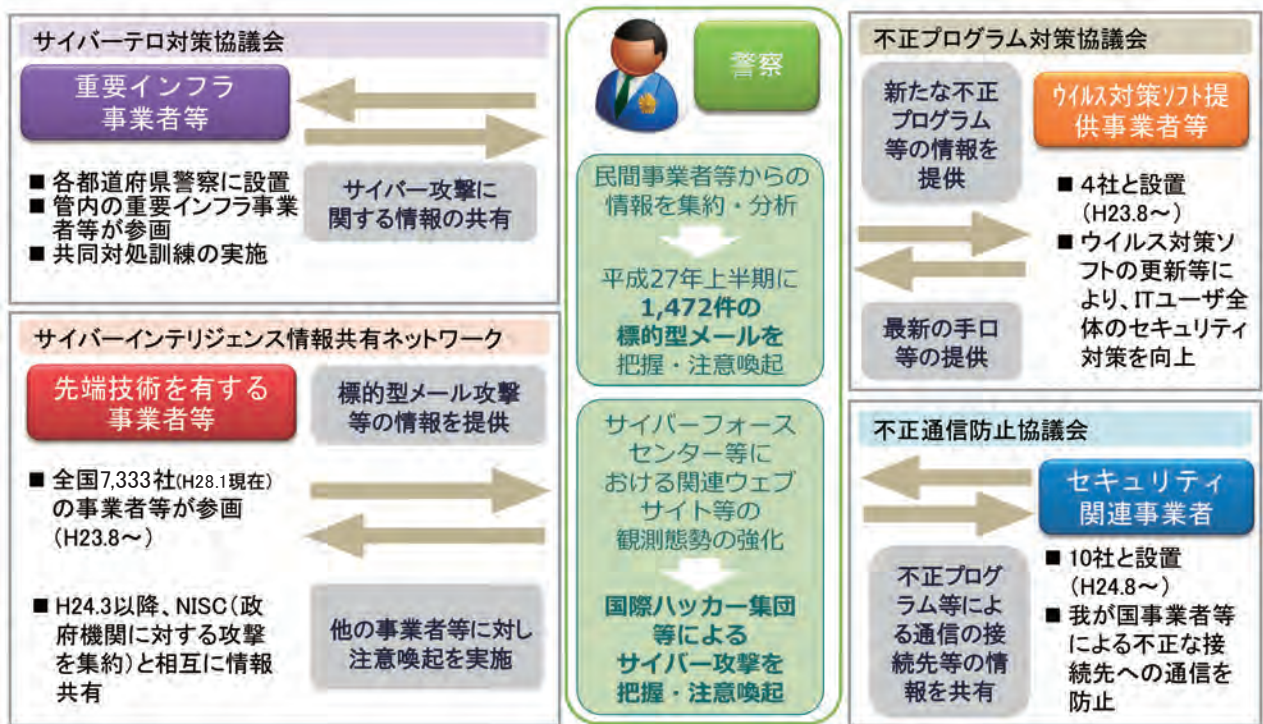 サイバーテロ対策協議会
重要インフラ
事業者等
■ 各都道府県警察に設置
■ 管内の重要インフラ事業
者等が参画
■ 共同対処訓練の実施
サイバー攻撃に
関する情報の共有
サイバーインテリジェンス情報共有ネットワーク
先端技術を有する
事業者等
標的型メール攻撃
等の情報を提供
■ 全国7,333社(H28.1現在)
の事業者等が参画
(H23.8～)
■ H24.3以降、NISC(政
府機関に対する攻撃
を集約)と相互に情報
共有
他の事業者等に対し
注意喚起を実施
警察
民間事業者等からの
情報を集約・分析
平成27年上半期に
1,472件の
標的型メールを
把握・注意喚起
サイバーフォース
センター等に
おける関連ウェブ
サイト等の
観測態勢の強化
国際ハッカー集団
等による
サイバー攻撃を
把握・注意喚起
不正プログラム対策協議会
新たな不正
プログラム
等の情報を
提供
ウイルス対策ソフト提
供事業者等
■ 4社と設置
(H23.8～)
■ ウイルス対策ソ
フトの更新等に
より、ITユーザ全
体のセキュリティ
対策を向上
最新の手口
等の提供
不正通信防止協議会
セキュリティ
関連事業者
■ 10社と設置
(H24.8～)
■ 我が国事業者等
による不正な接
続先への通信を
防止
不正プログ
ラム等によ
る通信の接
続先等の情
報を共有